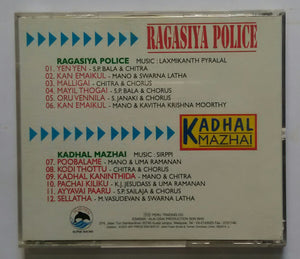 RAGASIYA POLICE
RAGASIYA POLICE MUSIC : LAXMIKANTH PYRALAL
01. YEN YEN - S.P. BALA & CHITRA
02. KAN EMAIKUL - MANO & SWARNA LATHA
03. MALLIGAI - CHITRA & CHORUS
04. MAYIL THOGAI - S.P. BALA & CHORUS
05. ORU VENNILA - S. JANAKI & CHORUS
06. KAN EMAIKUL - MANO & KAVITHA KRISHNA MOORTHY
KADHAL
MAZHAI
KADHAL MAZHAI MUSIC : SIRPPI
07. POOBALAME - MANO & UMA RAMANAN
08. KODI THOTTU - CHITRA & CHORUS
09. KADHAL KANINTHIDA - MANO & CHITRA
10. PACHAI KILIKU - K.J. JESUDASS & UMA RAMANAN
11. AYYAVAI PAARU - S.P. SAILAJA & CHORUS
12. SELLATHA - M. VASUDEVAN & SWARNA LATHA